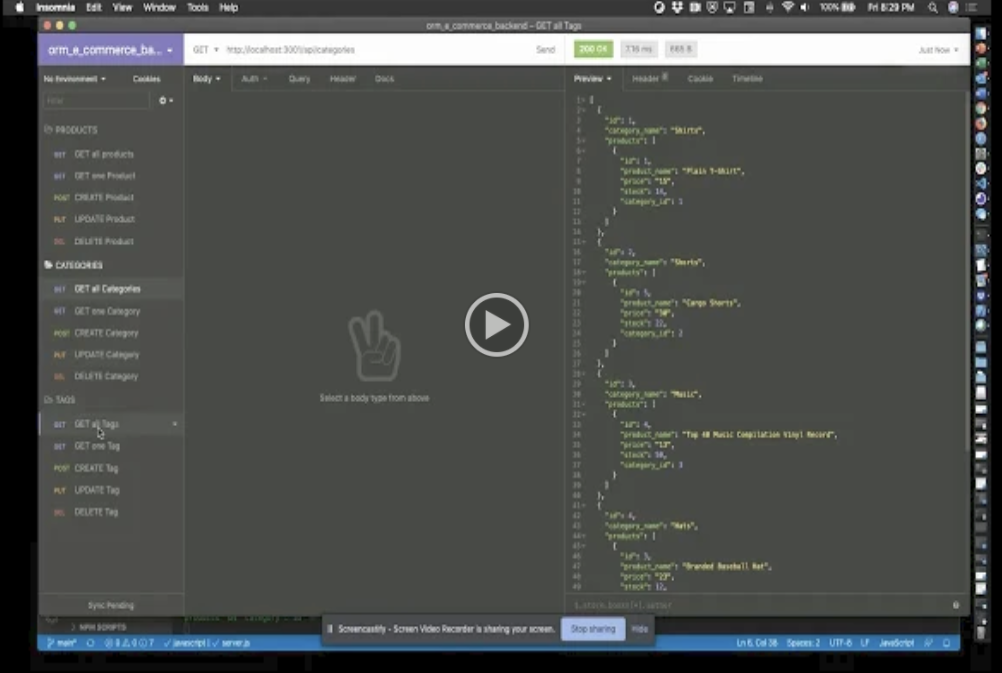 Insomnia Edit View Window Tools Help 100% Fri 8:29 PM
orm_e_commerce_backend – GET all Tags
orm_e_commerce_ba...
GET http://localhost:3001/api/categories Send
200 OK 7.16 ms 665 B Just Now
No Environment Cookies
Body Auth Query Header Docs
Preview Header Cookie Timeline
Filter
PRODUCTS
GET GET all products
GET GET one Product
POST CREATE Product
PUT UPDATE Product
DEL DELETE Product
CATEGORIES
GET GET all Categories
GET GET one Category
POST CREATE Category
PUT UPDATE Category
DEL DELETE Category
TAGS
GET GET all Tags
GET GET one Tag
POST CREATE Tag
PUT UPDATE Tag
DEL DELETE Tag
Sync Pending
Select a body type from above
1 [
2 {
3 "id": 1,
4 "category_name": "Shirts",
5 "products": [
6 {
7 "id": 1,
8 "product_name": "Plain T-Shirt",
9 "price": "15",
10 "stock": 14,
11 "category_id": 1
12 }
13 ]
14 },
15 {
16 "id": 2,
17 "category_name": "Shorts",
18 "products": [
19 {
20 "id": 5,
21 "product_name": "Cargo Shorts",
22 "price": "30",
23 "stock": 22,
24 "category_id": 2
25 }
26 ]
27 },
28 {
29 "id": 3,
30 "category_name": "Music",
31 "products": [
32 {
33 "id": 4,
34 "product_name": "Top 40 Music Compilation Vinyl Record",
35 "price": "13",
36 "stock": 50,
37 "category_id": 3
38 }
39 ]
40 },
41 {
42 "id": 4,
43 "category_name": "Hats",
44 "products": [
45 {
46 "id": 3,
47 "product_name": "Branded Baseball Hat",
48 "price": "23",
49 "stock": 12,
$.store.books[*].author
NPM SCRIPTS
Screencastify - Screen Video Recorder is sharing your screen. Stop sharing Hide
main* javascript server.js Ln 6, Col 38 Spaces: 2 UTF-8 LF JavaScript